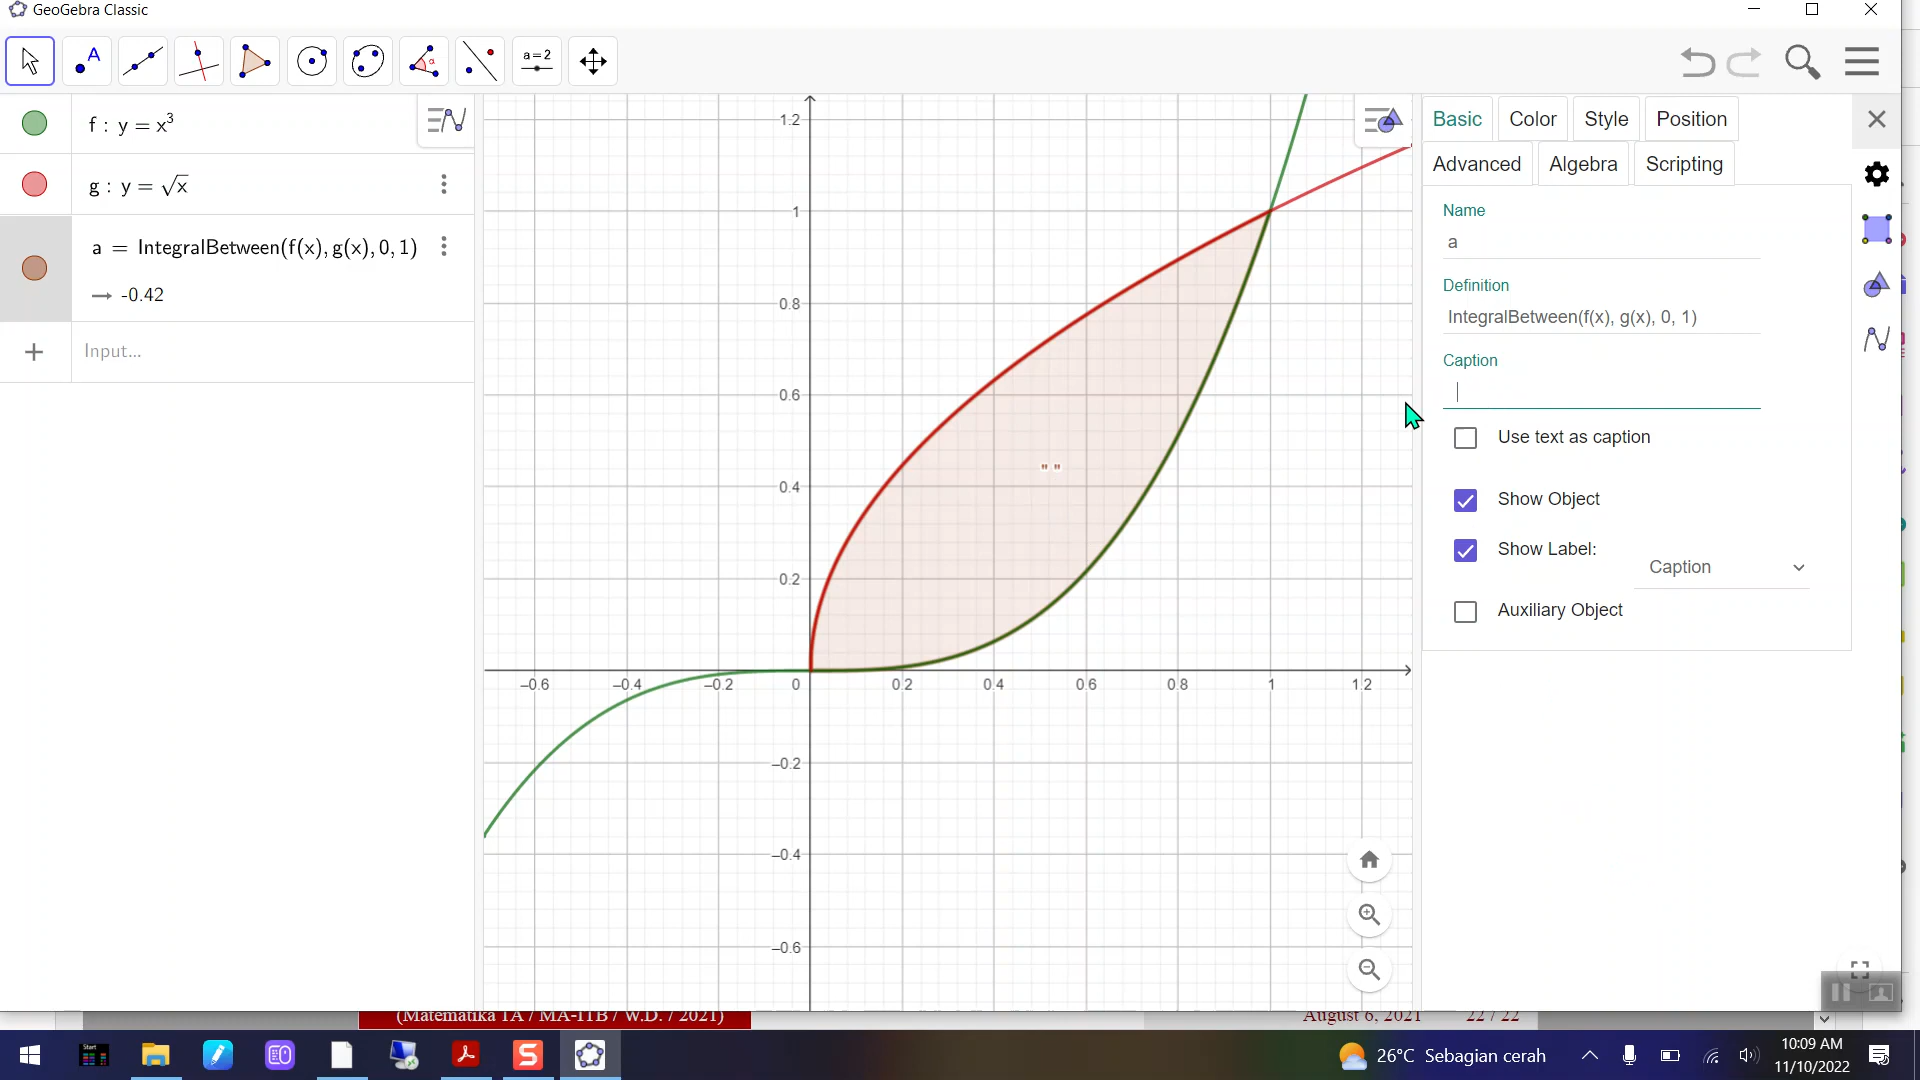 GeoGebra Classic
A
α
a = 2
f : y = x³
g : y = √x
a = IntegralBetween(f(x), g(x), 0, 1)
→ -0.42
+ Input...
1.2
1
0.8
0.6
0.4
0.2
−0.2
−0.4
−0.6
−0.6 −0.4 −0.2 0 0.2 0.4 0.6 0.8 1 1.2
" "
Basic Color Style Position
Advanced Algebra Scripting
Name
a
Definition
IntegralBetween(f(x), g(x), 0, 1)
Caption
Use text as caption
Show Object
Show Label:
Caption
Auxiliary Object
(Matematika 1A / MA-ITB / W.D. / 2021)
August 6, 2021
22 / 22
Start
S
26°C Sebagian cerah
10:09 AM
11/10/2022